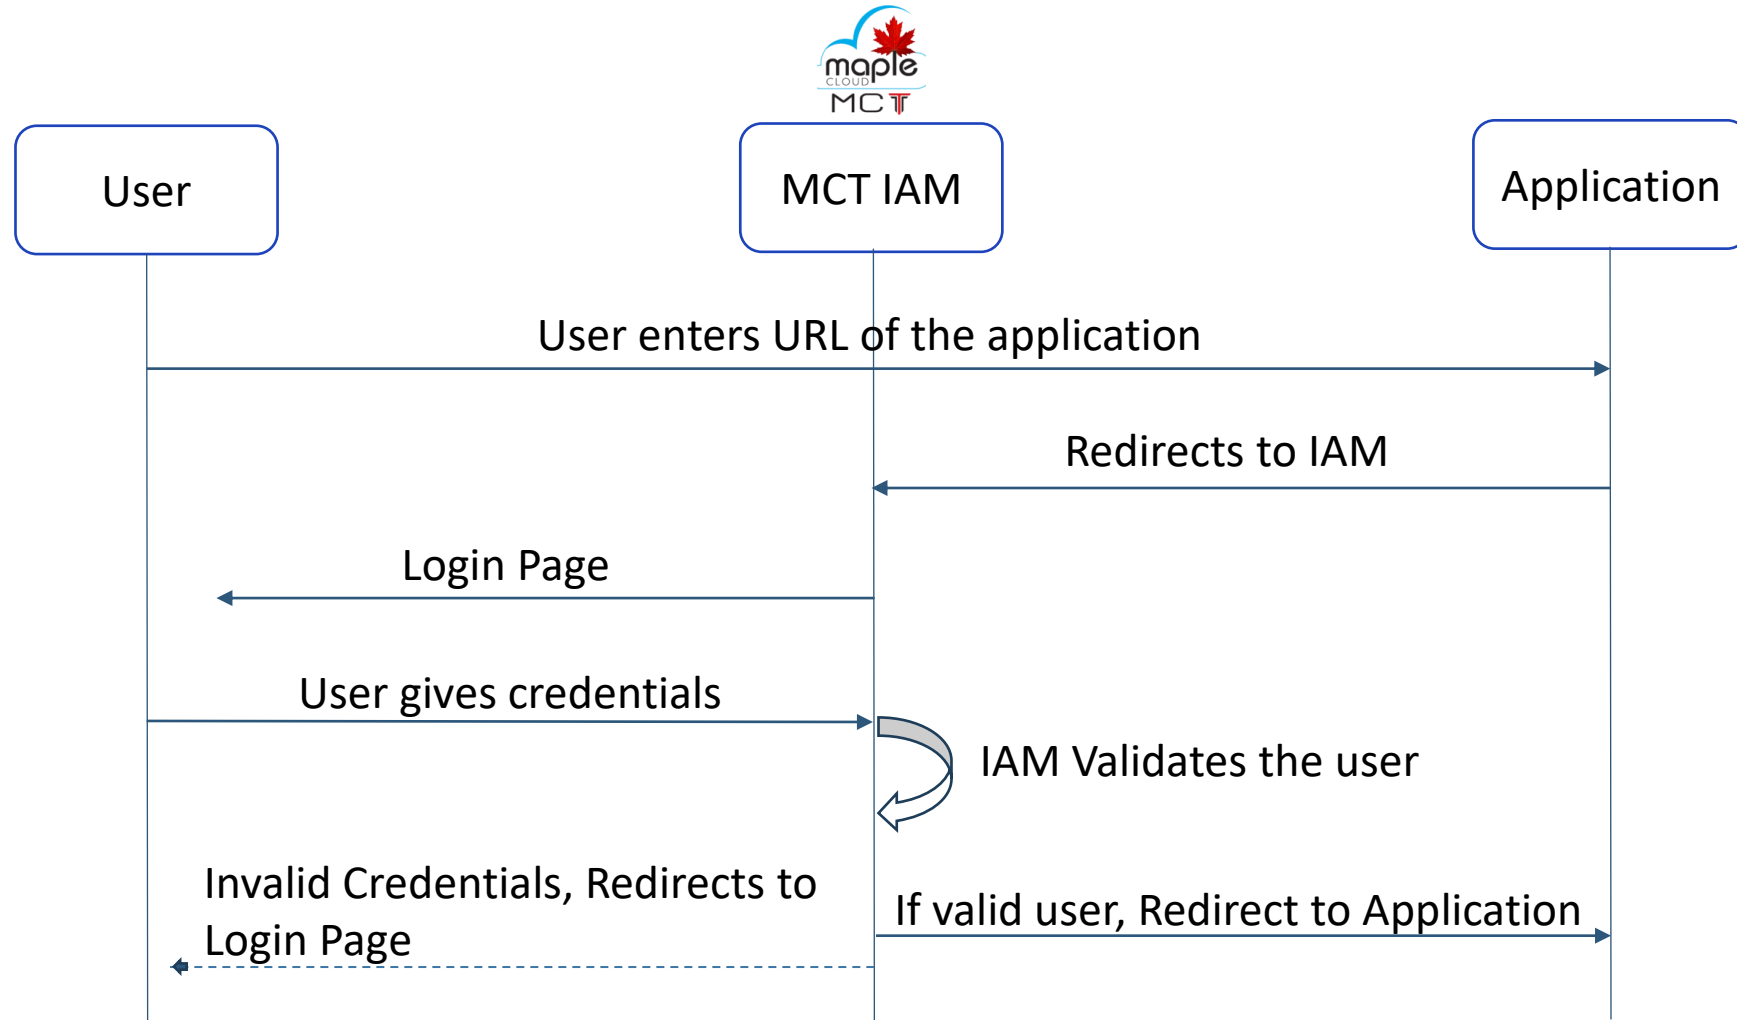 maple
CLOUD
MCT
User
MCT IAM
Application
User enters URL of the application
Redirects to IAM
Login Page
User gives credentials
IAM Validates the user
Invalid Credentials, Redirects to
Login Page
If valid user, Redirect to Application